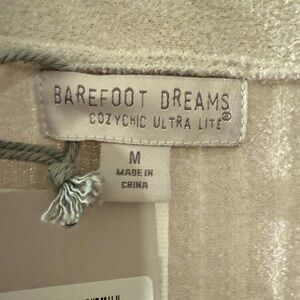 BAREFOOT DREAMS
COZYCHIC ULTRA LITE®
M
MADE IN
CHINA